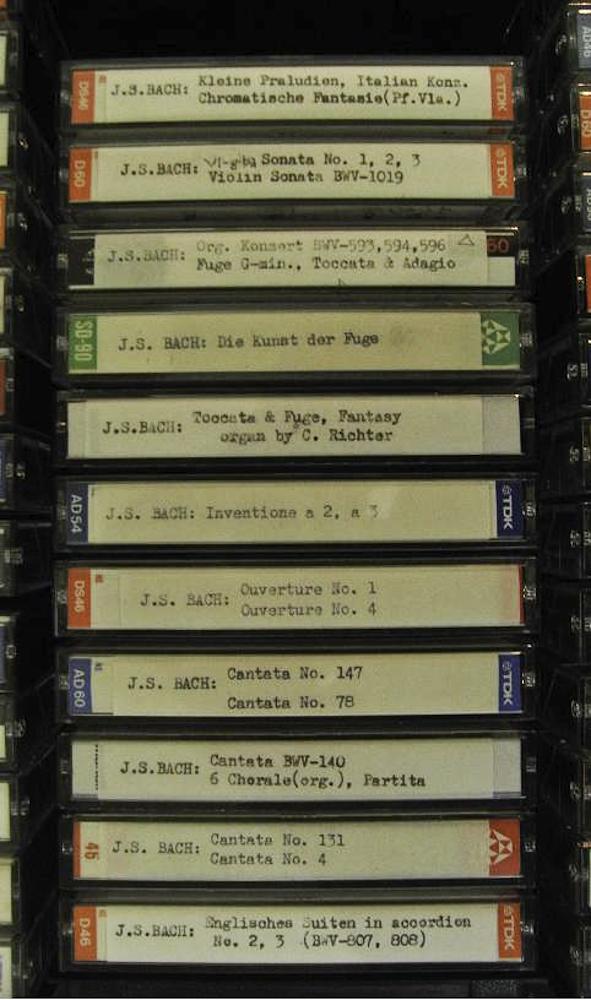 DS46 J.S.BACH: Kleine Praludien, Italian Konz. TDK
Chromatische Fantasie(Pf.Vla.)
D60 J.S.BACH: Sonata No. 1, 2, 3 TDK
Violin Sonata BWV-1019
J.S.BACH: Org. Konzert BWV-593,594,596 60
Fuge G-min., Toccata & Adagio
SD-90 J.S. BACH: Die Kunst der Fuge
J.S.BACH: Toccata & Fuge, Fantasy
organ by C. Richter
AD54 J.S. BACH: Inventions a 2, a 3 TDK
DS46 J.S. BACH: Ouverture No. 1
Ouverture No. 4
AD60 J.S. BACH: Cantata No. 147 TDK
Cantata No. 78
J.S.BACH: Cantata BWV-140
6 Chorale(org.), Partita
46 J.S. BACH: Cantata No. 131
Cantata No. 4
D46 J.S.BACH: Englisches Suiten in accordion TDK
No. 2, 3 (BWV-807, 808)